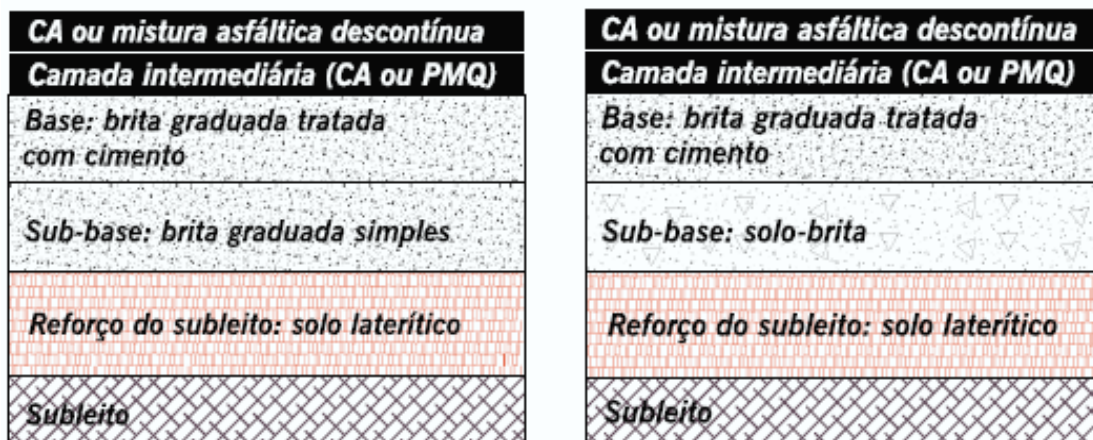 CA ou mistura asfáltica descontínua
Camada intermediária (CA ou PMQ)
Base: brita graduada tratada
com cimento
Sub-base: brita graduada simples
Reforço do subleito: solo laterítico
Subleito
CA ou mistura asfáltica descontínua
Camada intermediária (CA ou PMQ)
Base: brita graduada tratada
com cimento
Sub-base: solo-brita
Reforço do subleito: solo laterítico
Subleito